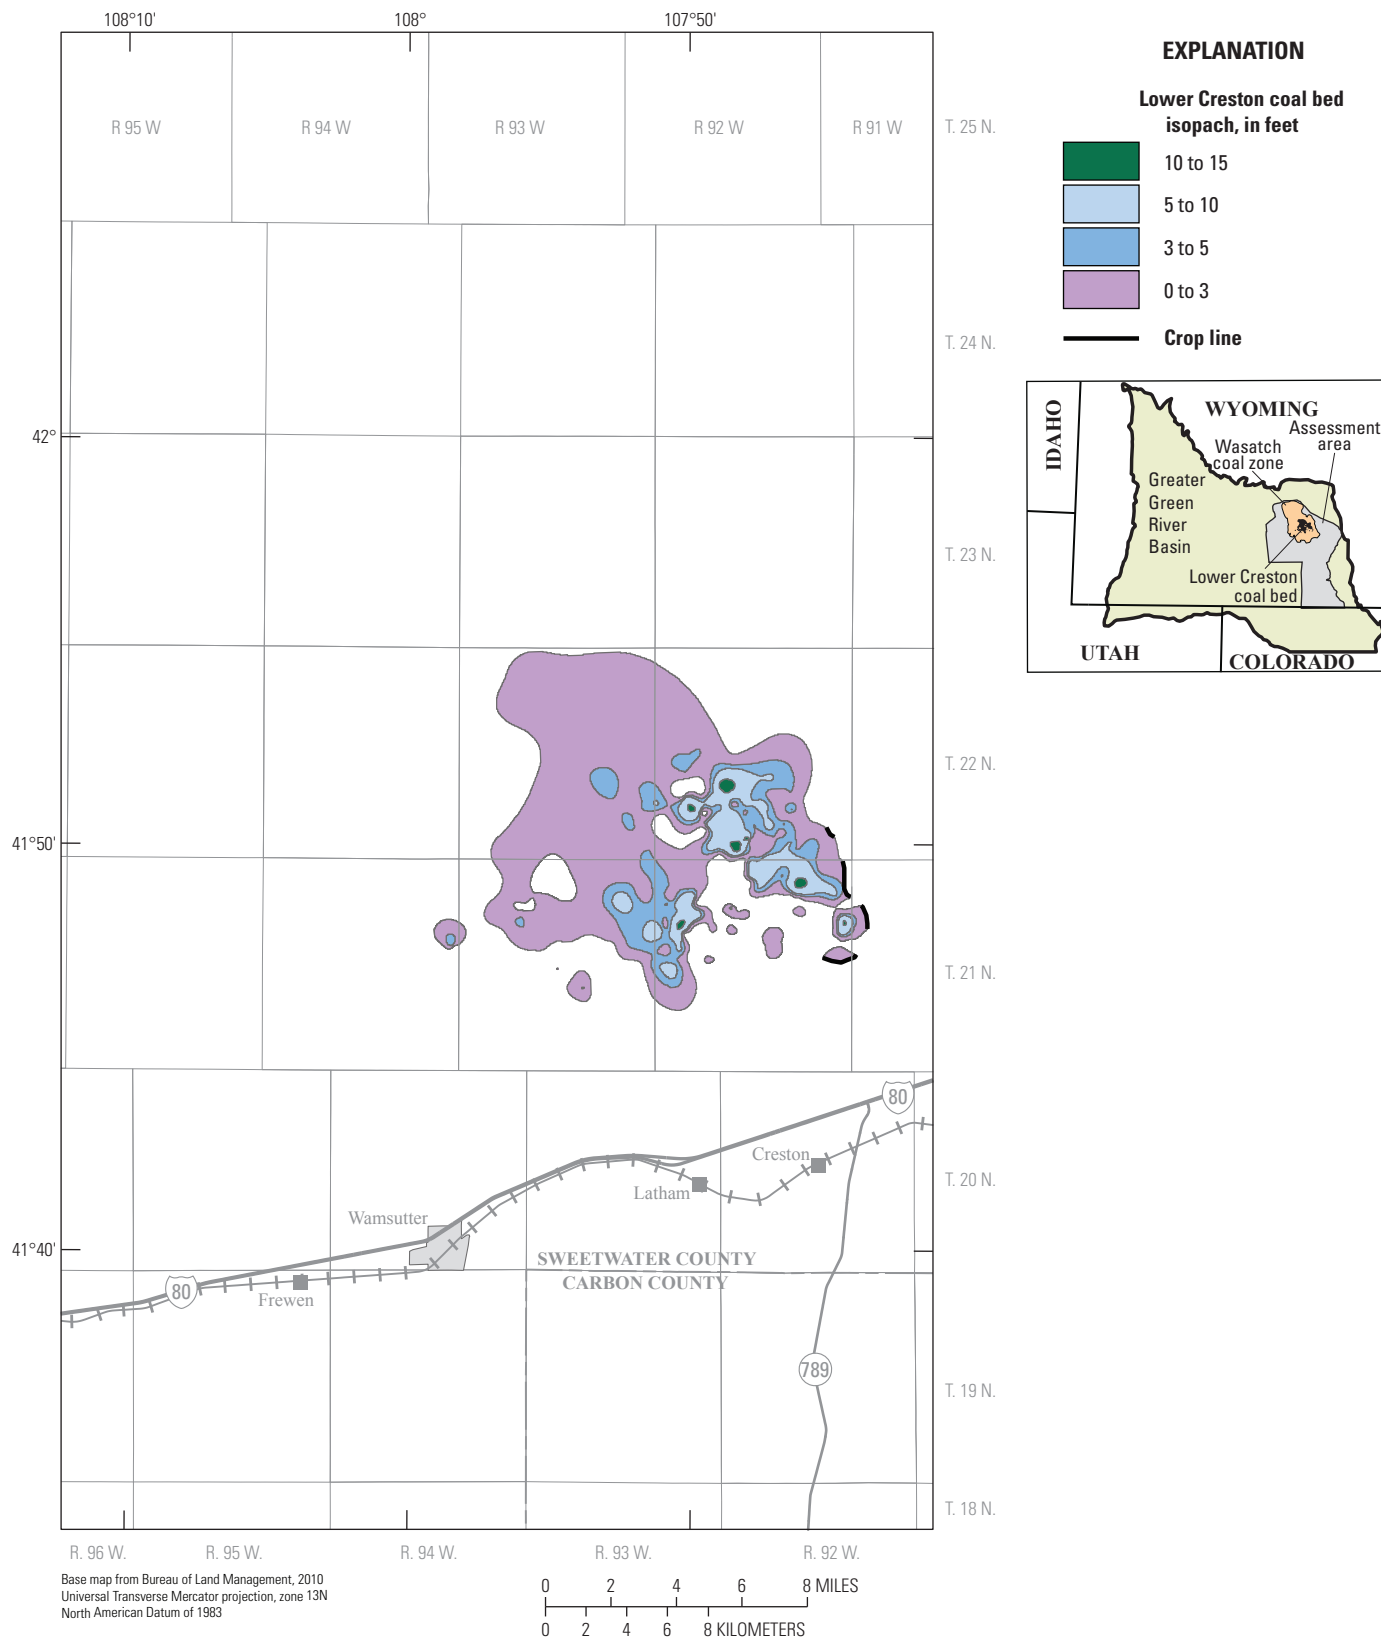 108°10'
108°
107°50'
R 95 W
R 94 W
R 93 W
R 92 W
R 91 W
T. 25 N.
T. 24 N.
42°
T. 23 N.
T. 22 N.
41°50'
T. 21 N.
80
Creston
Latham
T. 20 N.
Wamsutter
41°40'
SWEETWATER COUNTY
CARBON COUNTY
80
Frewen
789
T. 19 N.
T. 18 N.
R. 96 W.
R. 95 W.
R. 94 W.
R. 93 W.
R. 92 W.
Base map from Bureau of Land Management, 2010
Universal Transverse Mercator projection, zone 13N
North American Datum of 1983
0 2 4 6 8 MILES
0 2 4 6 8 KILOMETERS
EXPLANATION
Lower Creston coal bed
isopach, in feet
10 to 15
5 to 10
3 to 5
0 to 3
Crop line
IDAHO
WYOMING
Assessment
area
Wasatch
coal zone
Greater
Green
River
Basin
Lower Creston
coal bed
UTAH
COLORADO